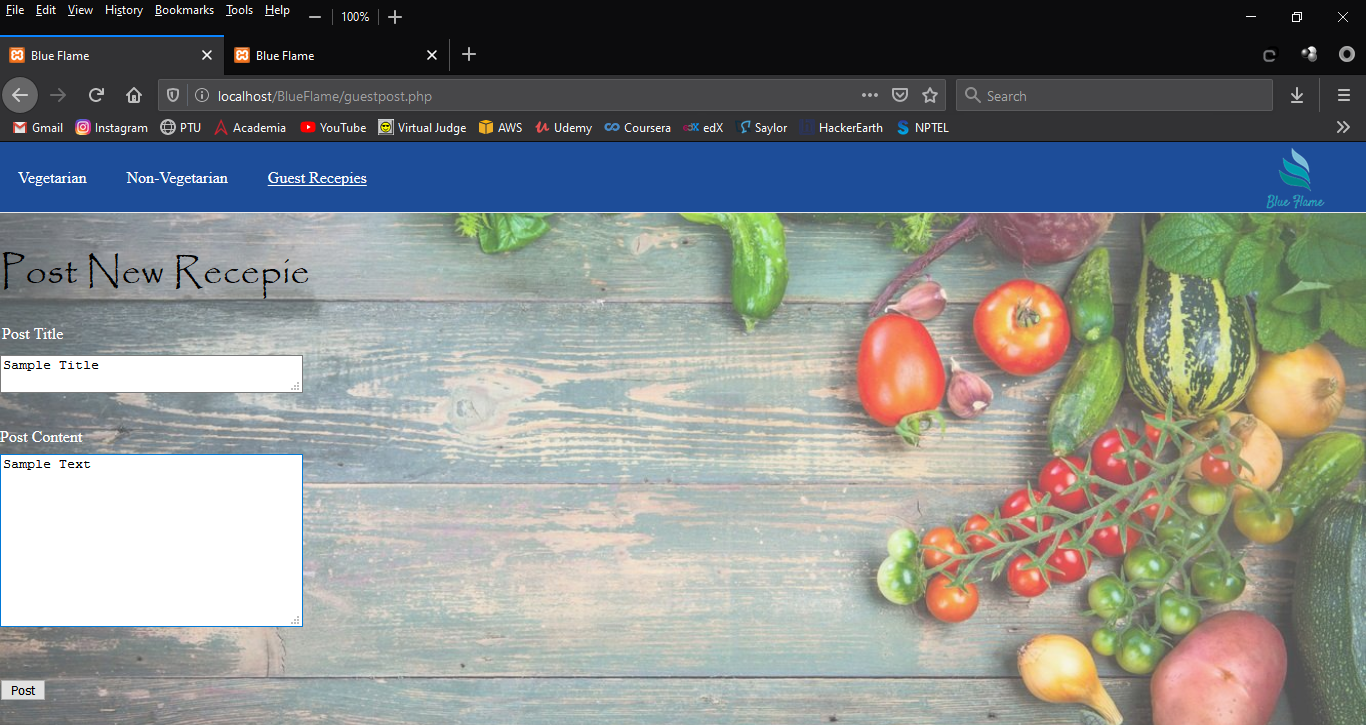 File Edit View History Bookmarks Tools Help 100%
Blue Flame Blue Flame
localhost/BlueFlame/guestpost.php Search
Gmail Instagram PTU Academia YouTube Virtual Judge AWS Udemy Coursera edX Saylor HackerEarth NPTEL
Vegetarian Non-Vegetarian Guest Recepies
Blue Flame
Post New Recepie
Post Title
Sample Title
Post Content
Sample Text
Post